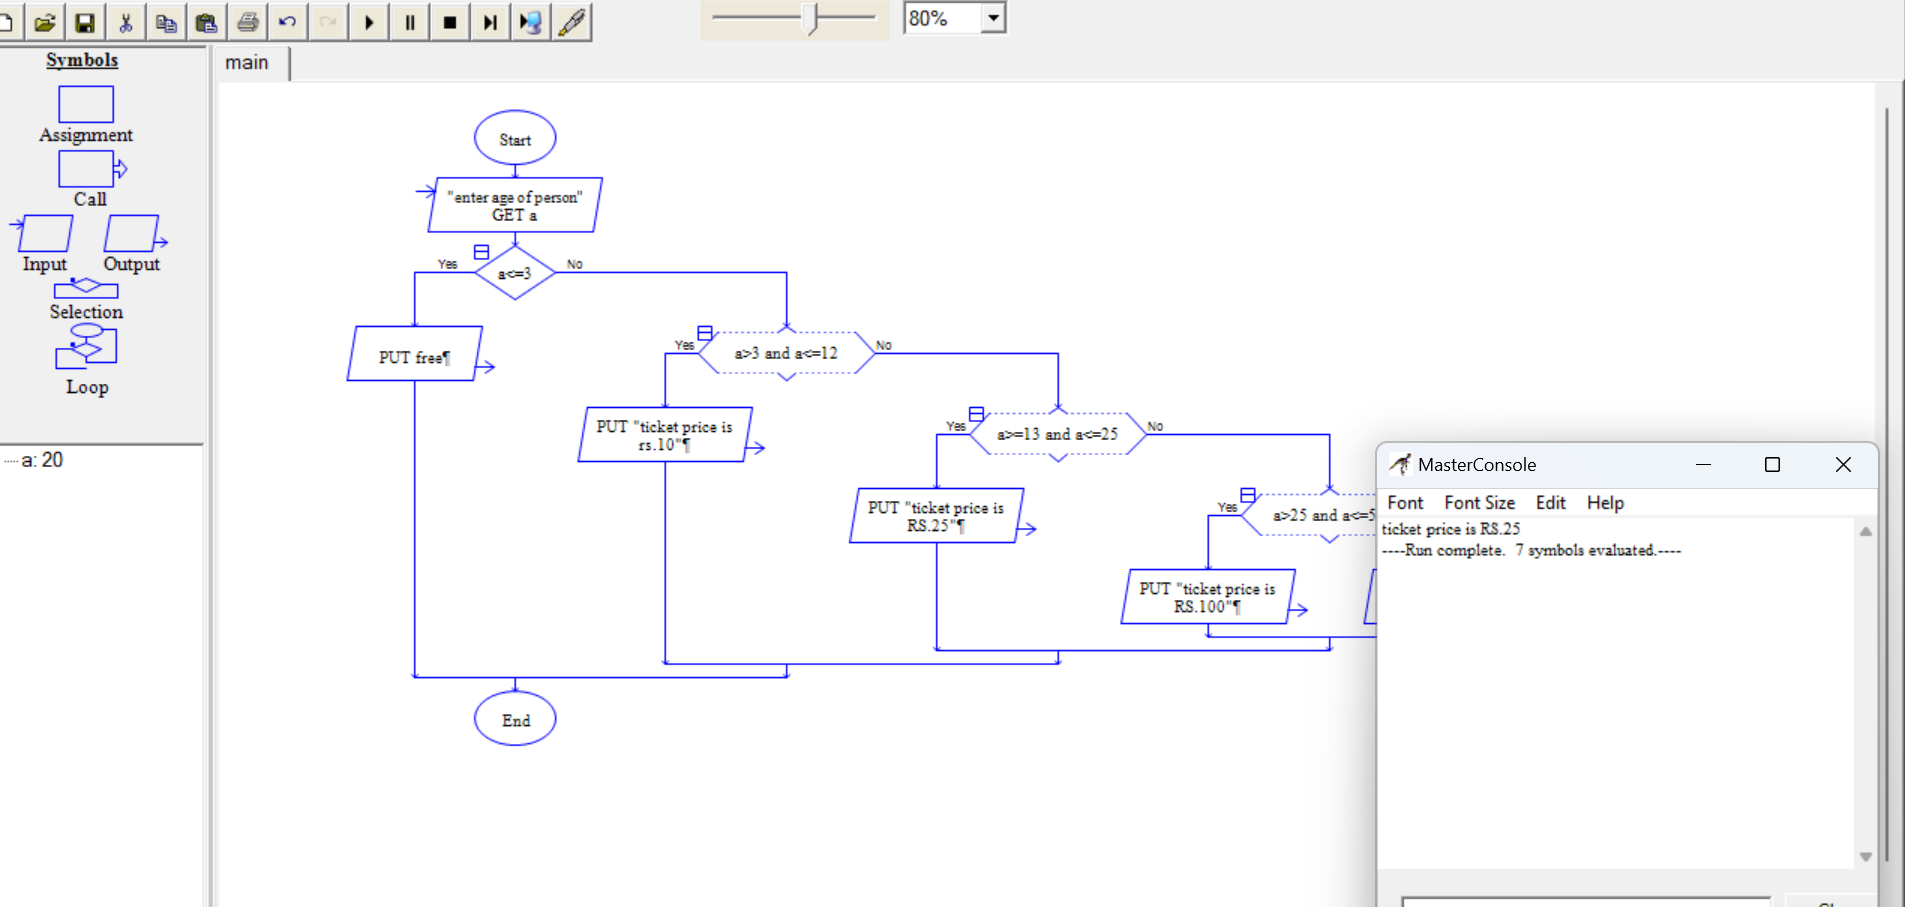 80%
Symbols
Assignment
Call
Input
Output
Selection
Loop
a: 20
main
Start
"enter age of person"
GET a
Yes
a<=3
No
PUT free¶
Yes
a>3 and a<=12
No
PUT "ticket price is
rs.10"¶
Yes
a>=13 and a<=25
No
PUT "ticket price is
RS.25"¶
Yes
a>25 and a<=5
PUT "ticket price is
RS.100"¶
End
MasterConsole
Font Font Size Edit Help
ticket price is RS.25
----Run complete.  7 symbols evaluated.----